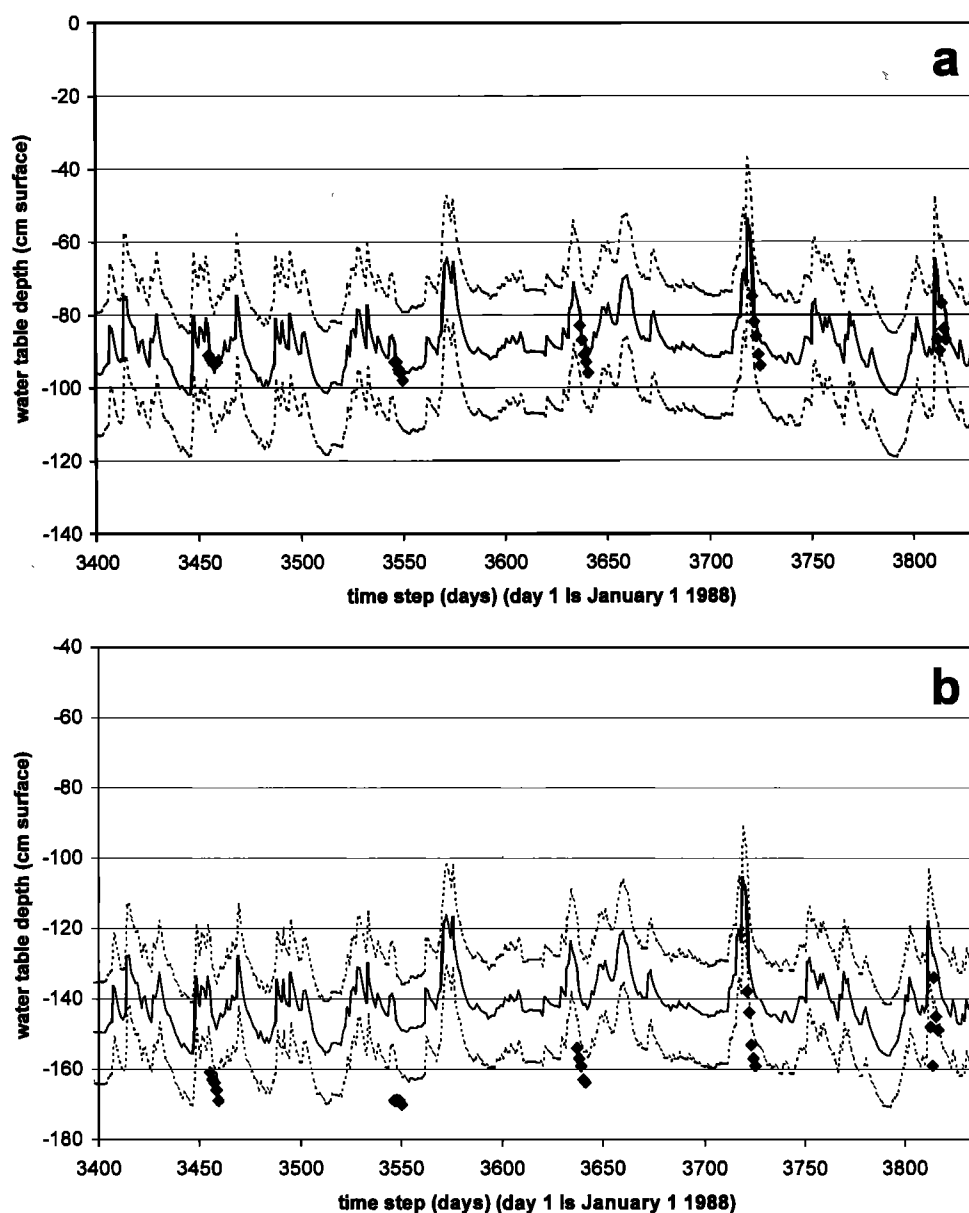 a
0
-20
-40
-60
-80
-100
-120
-140
water table depth (cm surface)
3400 3450 3500 3550 3600 3650 3700 3750 3800
time step (days) (day 1 is January 1 1988)
b
-40
-60
-80
-100
-120
-140
-160
-180
water table depth (cm surface)
3400 3450 3500 3550 3600 3650 3700 3750 3800
time step (days) (day 1 is January 1 1988)